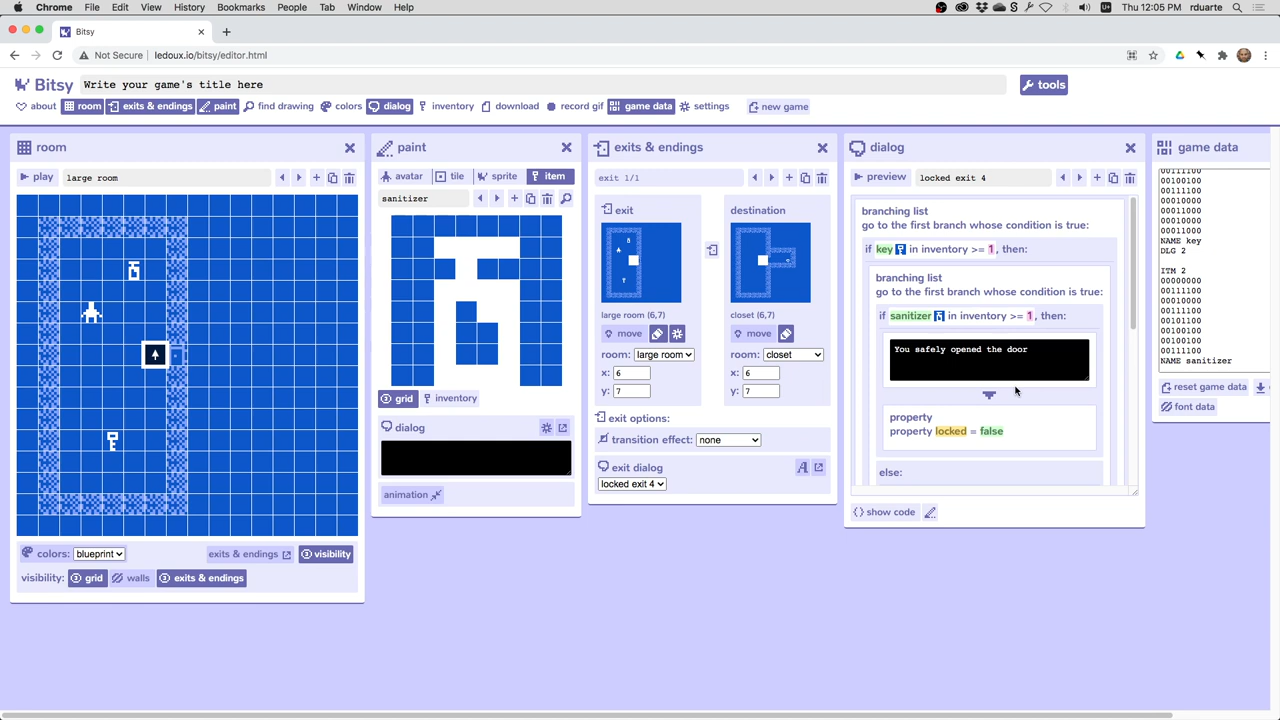 Chrome File Edit View History Bookmarks People Tab Window Help
Thu 12:05 PM rduarte
Bitsy
Not Secure ledoux.io/bitsy/editor.html
Bitsy Write your game's title here
tools
about room exits & endings paint find drawing colors dialog inventory download record gif game data settings new game
room
play large room
colors: blueprint exits & endings visibility
visibility: grid walls exits & endings
paint
avatar tile sprite item
sanitizer
grid inventory
dialog
animation
exits & endings
exit 1/1
exit destination
large room (6,7) closet (6,7)
move move
room: large room room: closet
x: 6 x: 6
y: 7 y: 7
exit options:
transition effect: none
exit dialog
locked exit 4
dialog
preview locked exit 4
branching list
go to the first branch whose condition is true:
if key in inventory >= 1, then:
branching list
go to the first branch whose condition is true:
if sanitizer in inventory >= 1, then:
You safely opened the door
property
property locked = false
else:
show code
game data
00111100
00100100
00111100
00011000
00010000
00011000
NAME key
DLG 2
ITM 2
00000000
00111100
00010000
00111100
00101100
00100100
00100100
00111100
NAME sanitizer
reset game data
font data